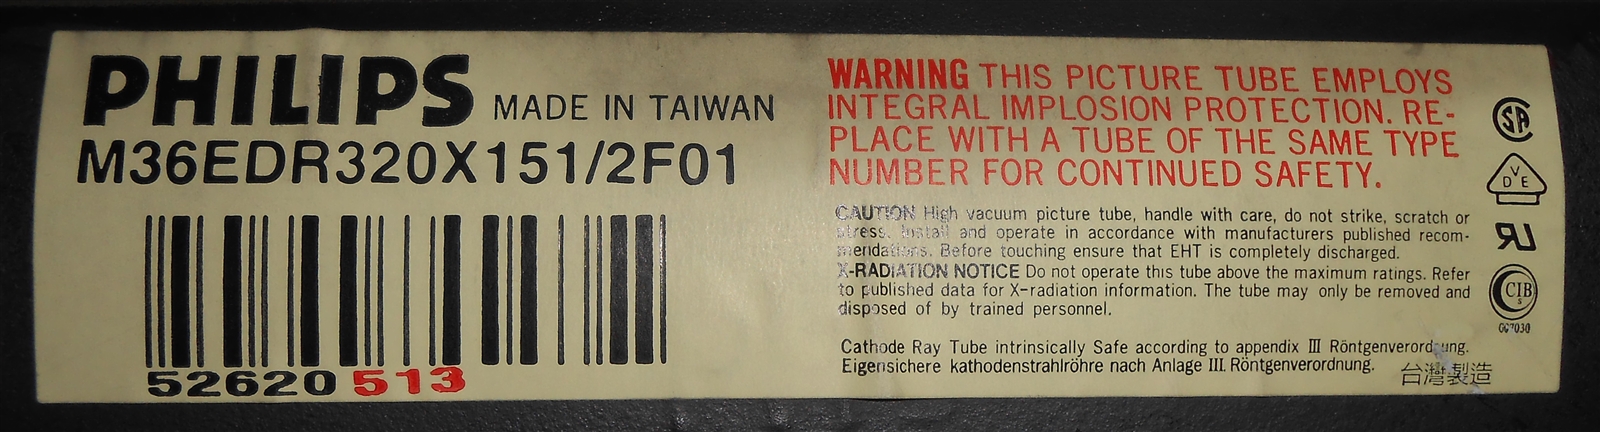 PHILIPS MADE IN TAIWAN
M36EDR320X151/2F01
52620 513
WARNING THIS PICTURE TUBE EMPLOYS
INTEGRAL IMPLOSION PROTECTION. RE-
PLACE WITH A TUBE OF THE SAME TYPE
NUMBER FOR CONTINUED SAFETY.
CAUTION High vacuum picture tube, handle with care, do not strike, scratch or
stress. Install and operate in accordance with manufacturers published recom-
mendations. Before touching ensure that EHT is completely discharged.
X-RADIATION NOTICE Do not operate this tube above the maximum ratings. Refer
to published data for X-radiation information. The tube may only be removed and
disposed of by trained personnel.
Cathode Ray Tube intrinsically Safe according to appendix III Röntgenverordnung.
Eigensichere kathodenstrahlröhre nach Anlage III. Röntgenverordnung.
台灣製造
SA
VDE
CIB
S